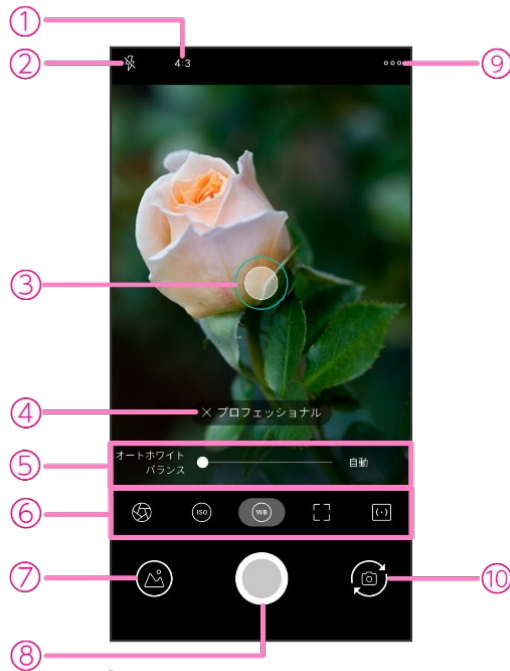 ①
② 4:3 ⑨
③
④ × プロフェッショナル
⑤ オートホワイト
バランス 自動
⑥ ISO WB
⑦ ⑩
⑧